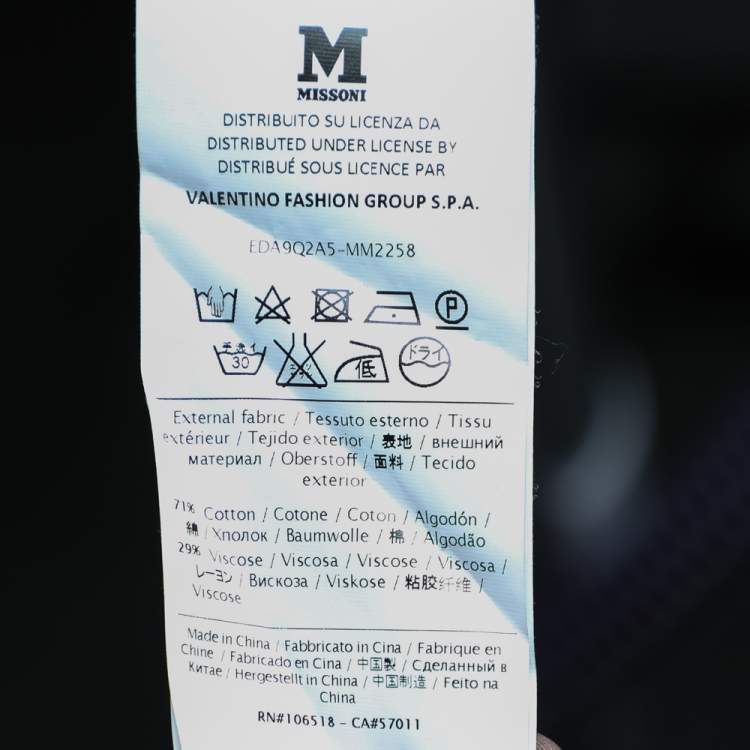 M
MISSONI
DISTRIBUITO SU LICENZA DA
DISTRIBUTED UNDER LICENSE BY
DISTRIBUÉ SOUS LICENCE PAR
VALENTINO FASHION GROUP S.P.A.
EDA9Q2A5-MM2258
P
手洗イ 30 低 ドライ
External fabric / Tessuto esterno / Tissu
extérieur / Tejido exterior / 表地 / внешний
материал / Oberstoff / 面料 / Tecido
exterior
71% Cotton / Cotone / Coton / Algodón /
綿 / Хлопок / Baumwolle / 棉 / Algodão
29% Viscose / Viscosa / Viscose / Viscosa /
レーヨン / Вискоза / Viskose / 粘胶纤维 /
Viscose
Made in China / Fabbricato in Cina / Fabrique en
Chine / Fabricado en Cina / 中国製 / Сделанный в
Китае / Hergestellt in China / 中国制造 / Feito na
China
RN#106518 - CA#57011